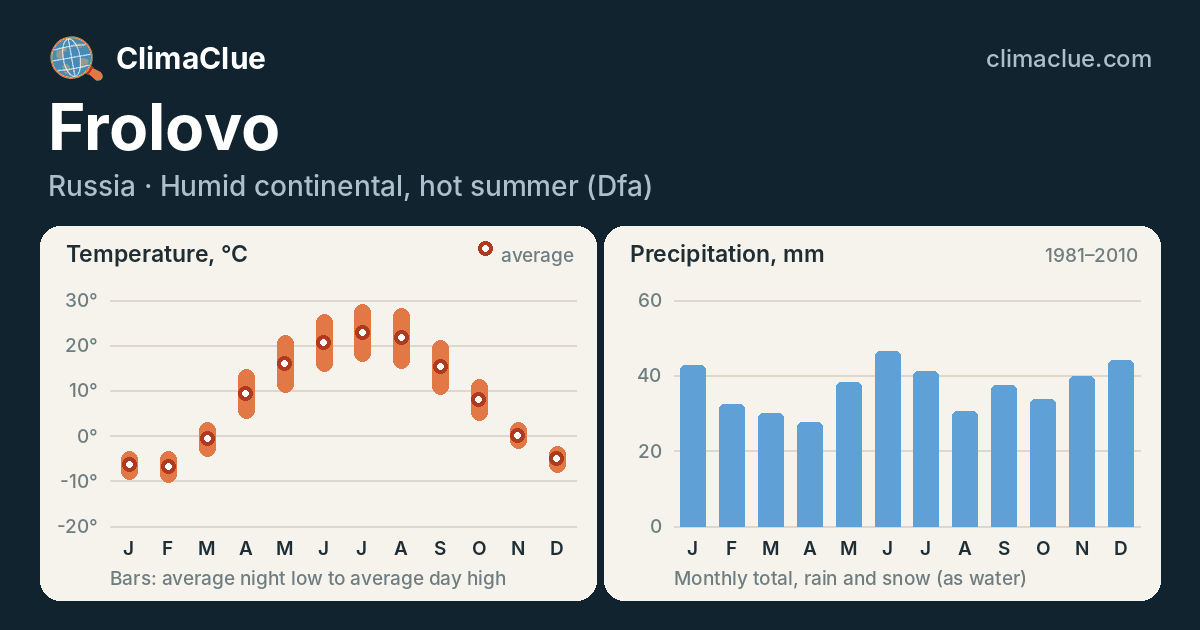 ClimaClue
climaclue.com
Frolovo
Russia · Humid continental, hot summer (Dfa)
Temperature, °C
average
30°
20°
10°
0°
-10°
-20°
J F M A M J J A S O N D
Bars: average night low to average day high
Precipitation, mm
1981–2010
60
40
20
0
J F M A M J J A S O N D
Monthly total, rain and snow (as water)